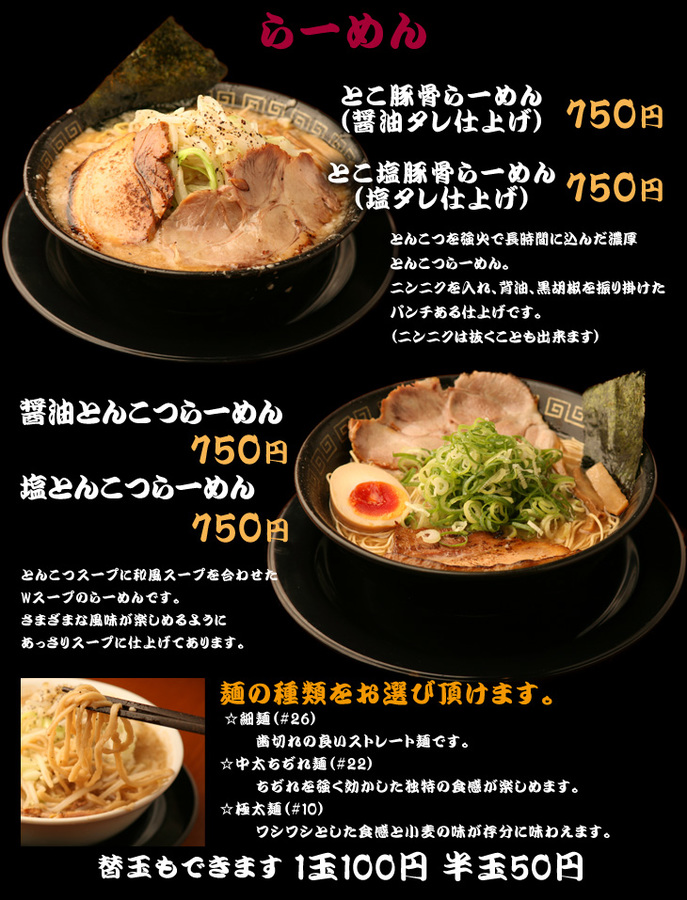 らーめん
とこ豚骨らーめん
(醤油タレ仕上げ) 750円
とこ塩豚骨らーめん
(塩タレ仕上げ) 750円
とんこつを強火で長時間に込んだ濃厚
とんこつらーめん。
ニンニクを入れ、背油、黒胡椒を振り掛けた
パンチある仕上げです。
(ニンニクは抜くことも出来ます)
醤油とんこつらーめん
750円
塩とんこつらーめん
750円
とんこつスープに和風スープを合わせた
Wスープのらーめんです。
さまざまな風味が楽しめるように
あっさりスープに仕上げてあります。
麺の種類をお選び頂けます。
☆細麺(#26)
歯切れの良いストレート麺です。
☆中太ちぢれ麺(#22)
ちぢれを強く効かした独特の食感が楽しめます。
☆極太麺(#10)
ワシワシとした食感と小麦の味が存分に味わえます。
替玉もできます 1玉100円 半玉50円